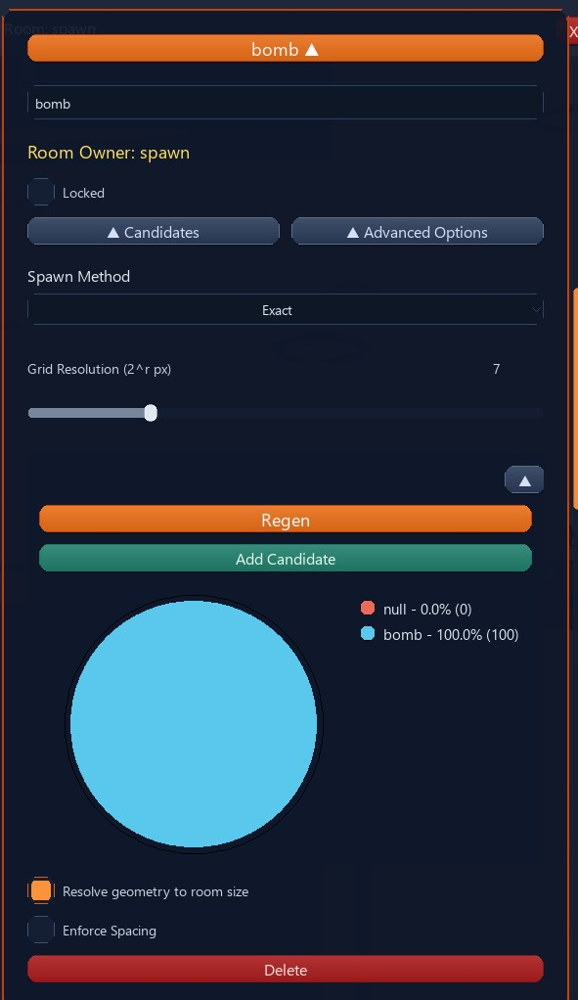 Room: spawn
X
bomb ▲
bomb
Room Owner: spawn
Locked
▲ Candidates
▲ Advanced Options
Spawn Method
Exact
Grid Resolution (2^r px)
7
▲
Regen
Add Candidate
null - 0.0% (0)
bomb - 100.0% (100)
Resolve geometry to room size
Enforce Spacing
Delete